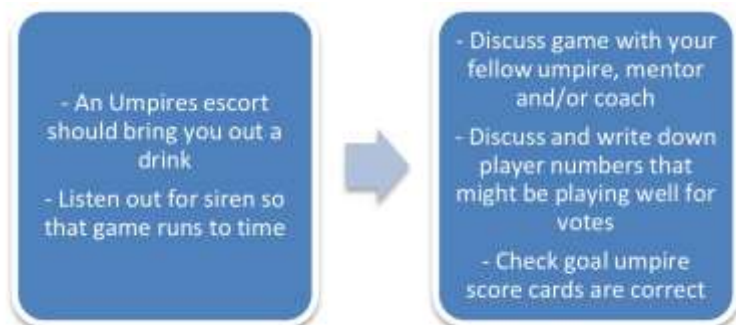 - An Umpires escort
should bring you out a
drink
- Listen out for siren so
that game runs to time
- Discuss game with your
fellow umpire, mentor
and/or coach
- Discuss and write down
player numbers that
might be playing well for
votes
- Check goal umpire
score cards are correct